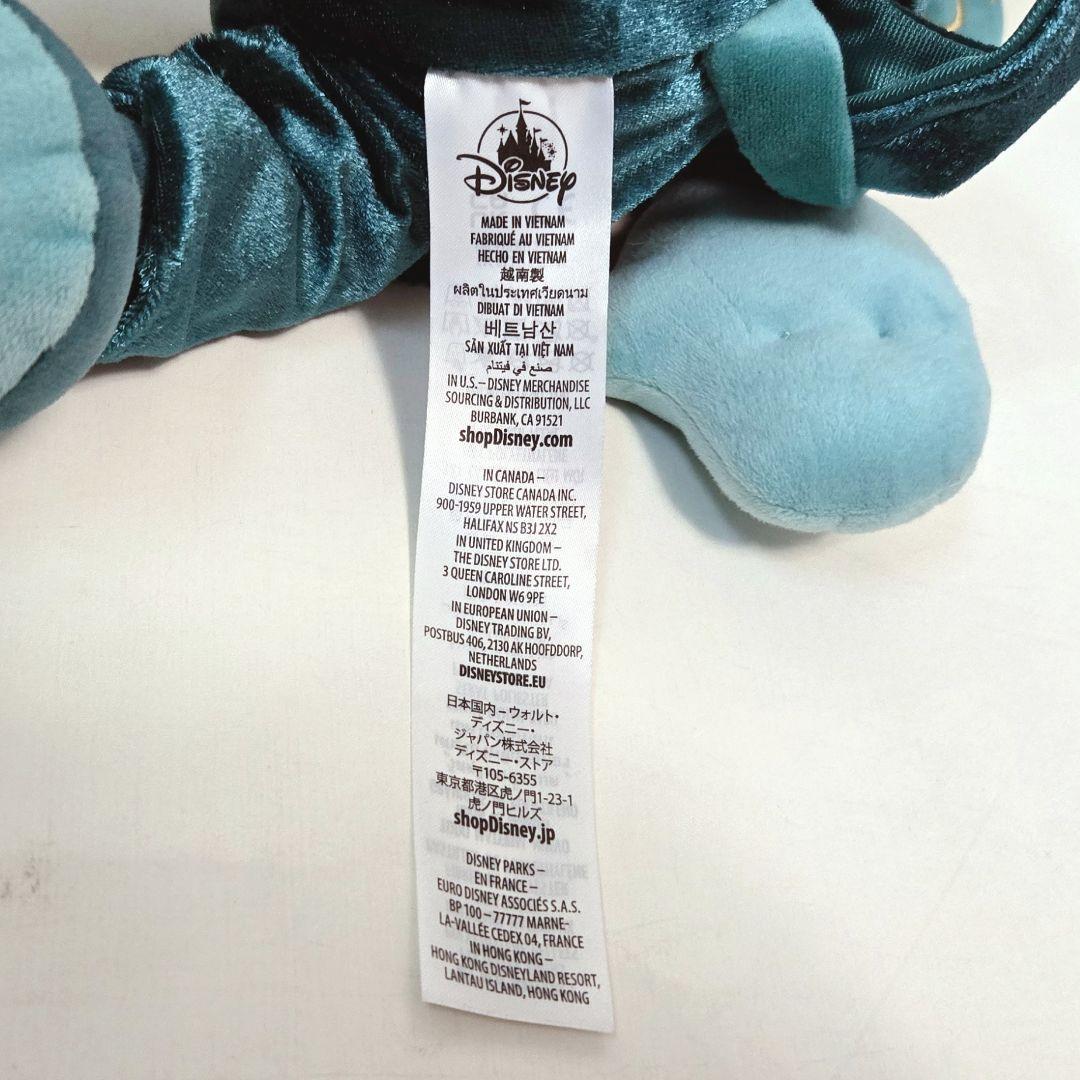 Disney
MADE IN VIETNAM
FABRIQUÉ AU VIETNAM
HECHO EN VIETNAM
越南製
ผลิตในประเทศเวียดนาม
DIBUAT DI VIETNAM
베트남산
SẢN XUẤT TẠI VIỆT NAM
صنع في فيتنام
IN U.S. – DISNEY MERCHANDISE
SOURCING & DISTRIBUTION, LLC
BURBANK, CA 91521
shopDisney.com
IN CANADA –
DISNEY STORE CANADA INC.
900-1959 UPPER WATER STREET,
HALIFAX NS B3J 2X2
IN UNITED KINGDOM –
THE DISNEY STORE LTD.
3 QUEEN CAROLINE STREET,
LONDON W6 9PE
IN EUROPEAN UNION –
DISNEY TRADING BV,
POSTBUS 406, 2130 AK HOOFDDORP,
NETHERLANDS
DISNEYSTORE.EU
日本国内 – ウォルト・
ディズニー・
ジャパン株式会社
ディズニー・ストア
〒105-6355
東京都港区虎ノ門1-23-1
虎ノ門ヒルズ
shopDisney.jp
DISNEY PARKS –
EN FRANCE –
EURO DISNEY ASSOCIÉS S.A.S.
BP 100 – 77777 MARNE-
LA-VALLÉE CEDEX 04, FRANCE
IN HONG KONG –
HONG KONG DISNEYLAND RESORT,
LANTAU ISLAND, HONG KONG